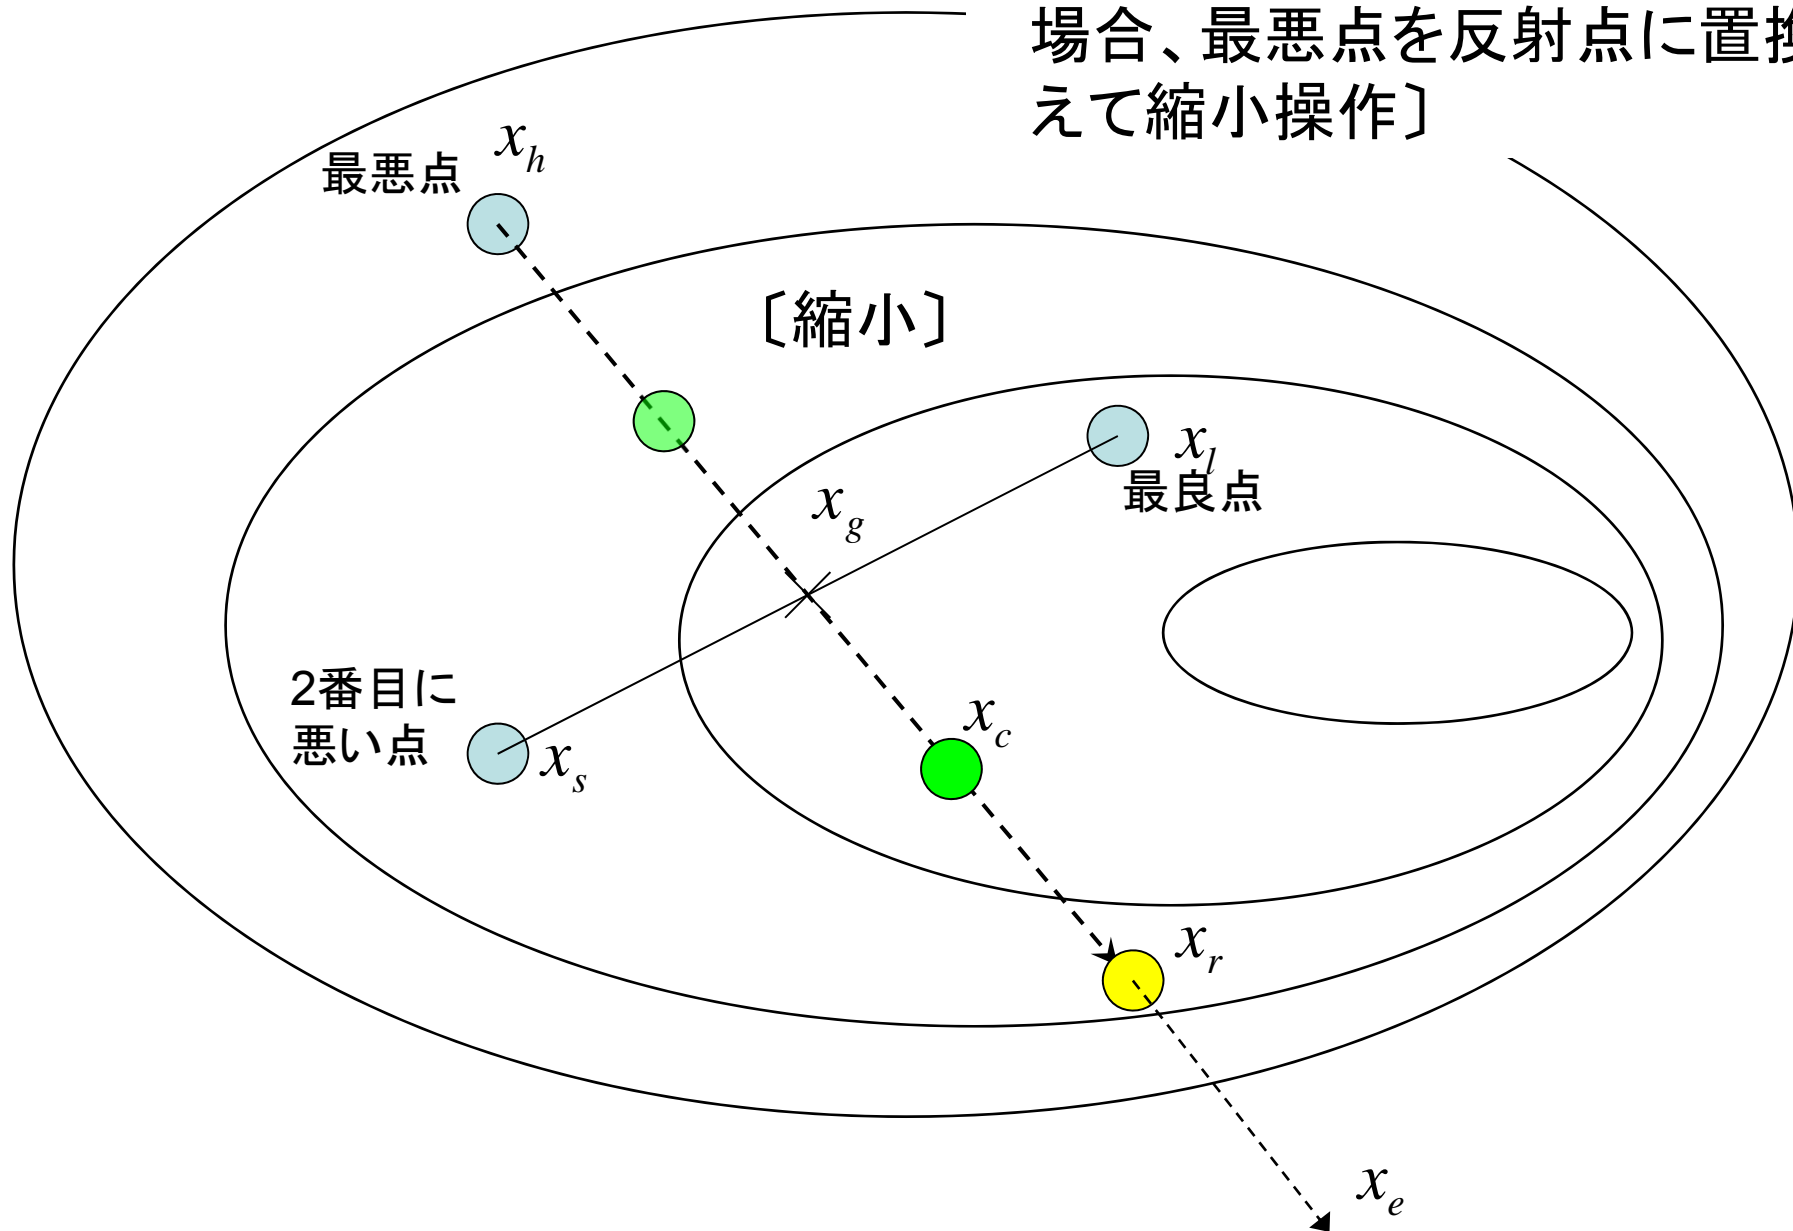 場合、最悪点を反射点に置換
えて縮小操作〕
x_h
最悪点
〔縮小〕
x_l
最良点
x_g
2番目に
悪い点
x_s
x_c
x_r
x_e